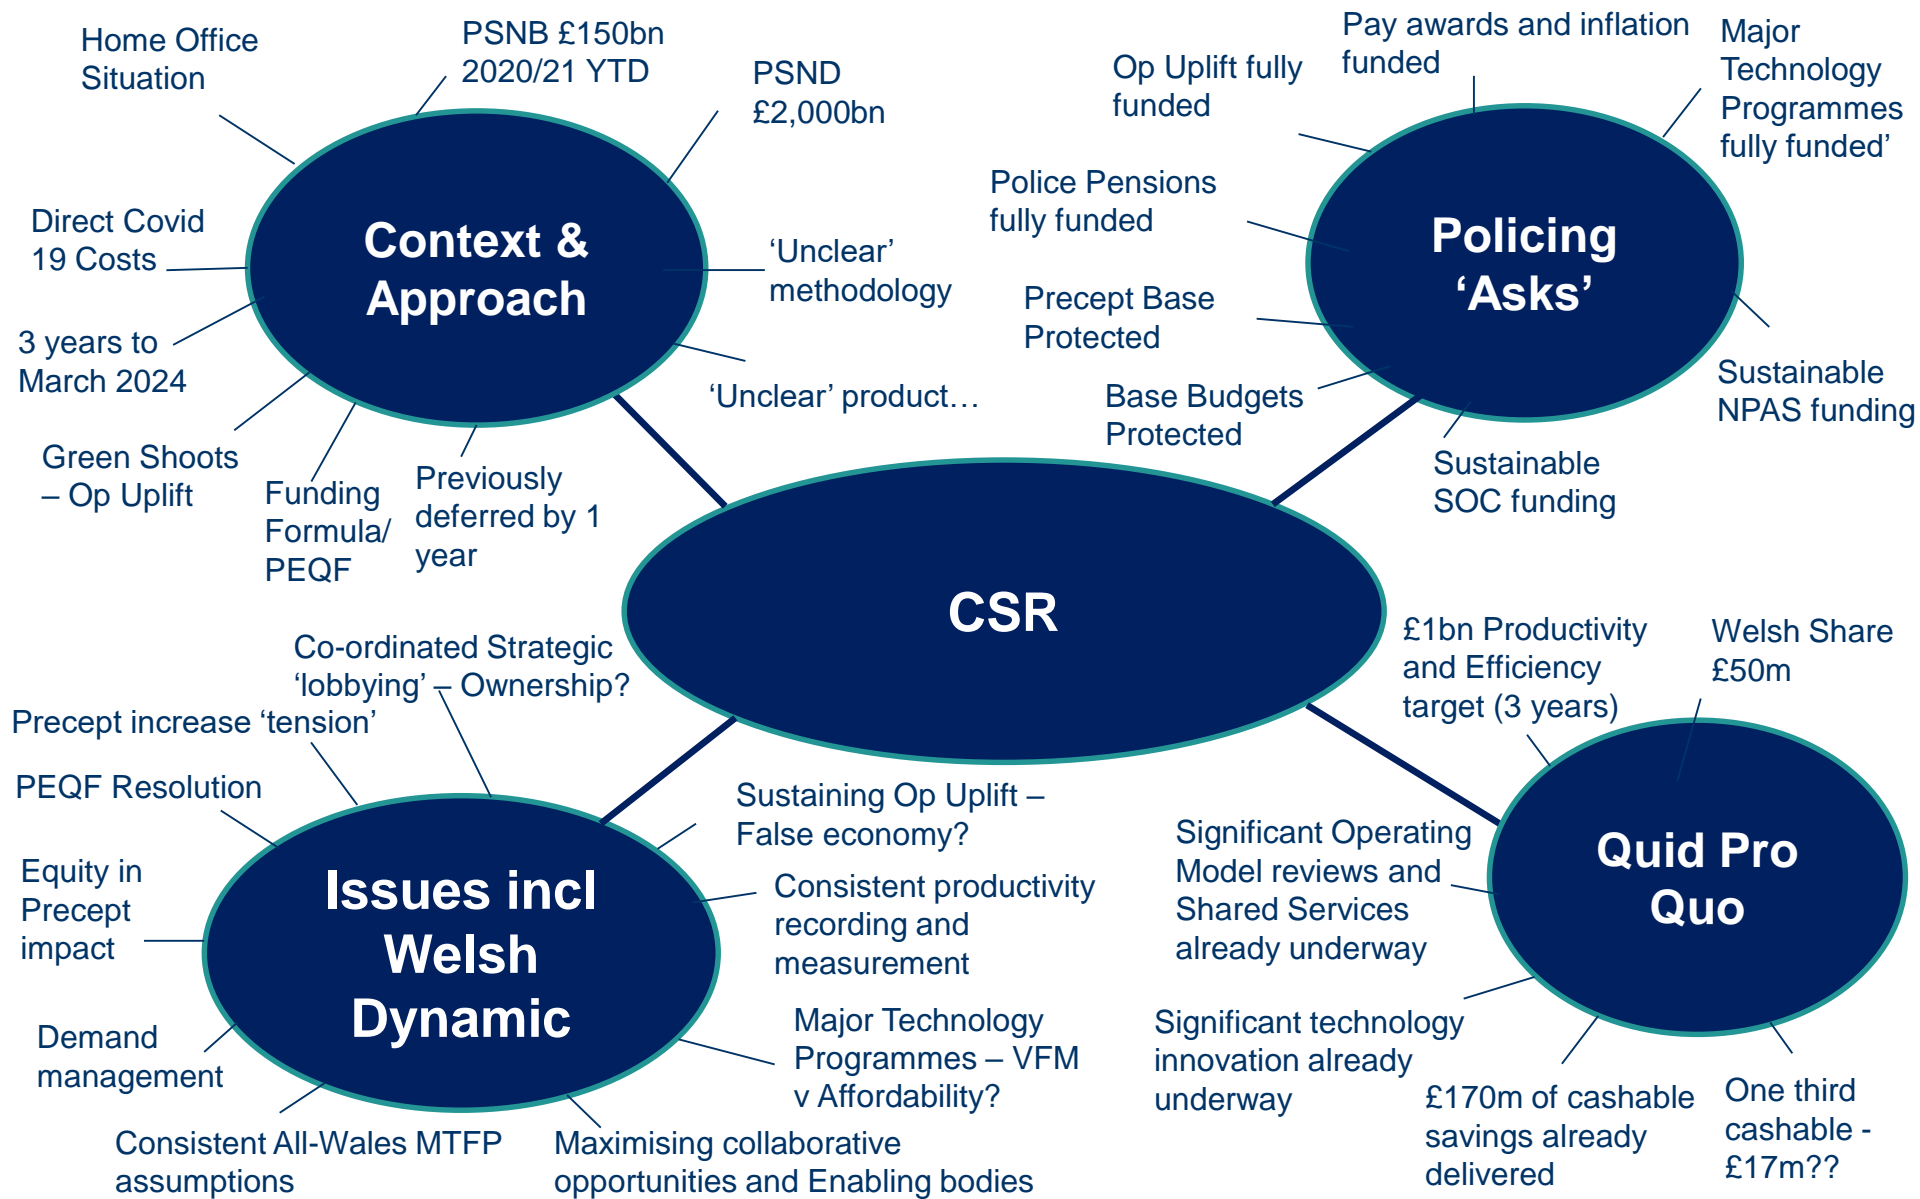 Home Office
Situation
PSNB £150bn
2020/21 YTD
PSND
£2,000bn
Direct Covid
19 Costs
Context &
Approach
‘Unclear’
methodology
3 years to
March 2024
‘Unclear’ product…
Green Shoots
– Op Uplift
Funding
Formula/
PEQF
Previously
deferred by 1
year
Pay awards and inflation
funded
Op Uplift fully
funded
Major
Technology
Programmes
fully funded’
Police Pensions
fully funded
Policing
‘Asks’
Precept Base
Protected
Base Budgets
Protected
Sustainable
NPAS funding
Sustainable
SOC funding
CSR
Co-ordinated Strategic
‘lobbying’ – Ownership?
Precept increase ‘tension’
PEQF Resolution
Sustaining Op Uplift –
False economy?
Equity in
Precept
impact
Issues incl
Welsh
Dynamic
Consistent productivity
recording and
measurement
Demand
management
Major Technology
Programmes – VFM
v Affordability?
Consistent All-Wales MTFP
assumptions
Maximising collaborative
opportunities and Enabling bodies
£1bn Productivity
and Efficiency
target (3 years)
Welsh Share
£50m
Significant Operating
Model reviews and
Shared Services
already underway
Quid Pro
Quo
Significant technology
innovation already
underway
£170m of cashable
savings already
delivered
One third
cashable -
£17m??